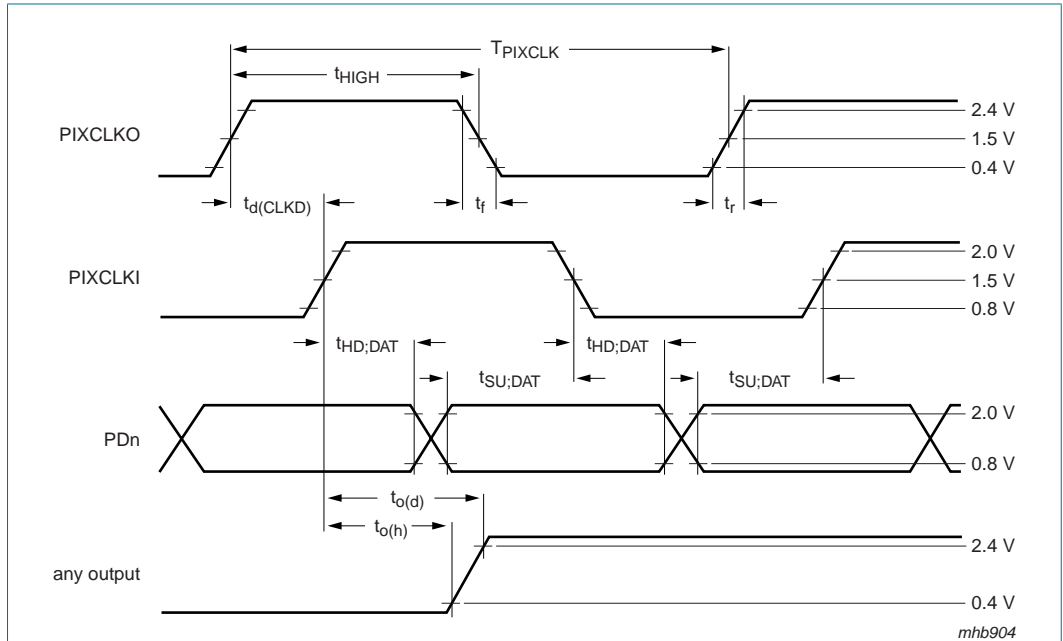 TPIXCLK
tHIGH
2.4 V
PIXCLKO
1.5 V
0.4 V
td(CLKD)
tf
tr
2.0 V
PIXCLKI
1.5 V
0.8 V
tHD;DAT
tHD;DAT
tSU;DAT
tSU;DAT
2.0 V
PDn
0.8 V
to(d)
to(h)
2.4 V
any output
0.4 V
mhb904